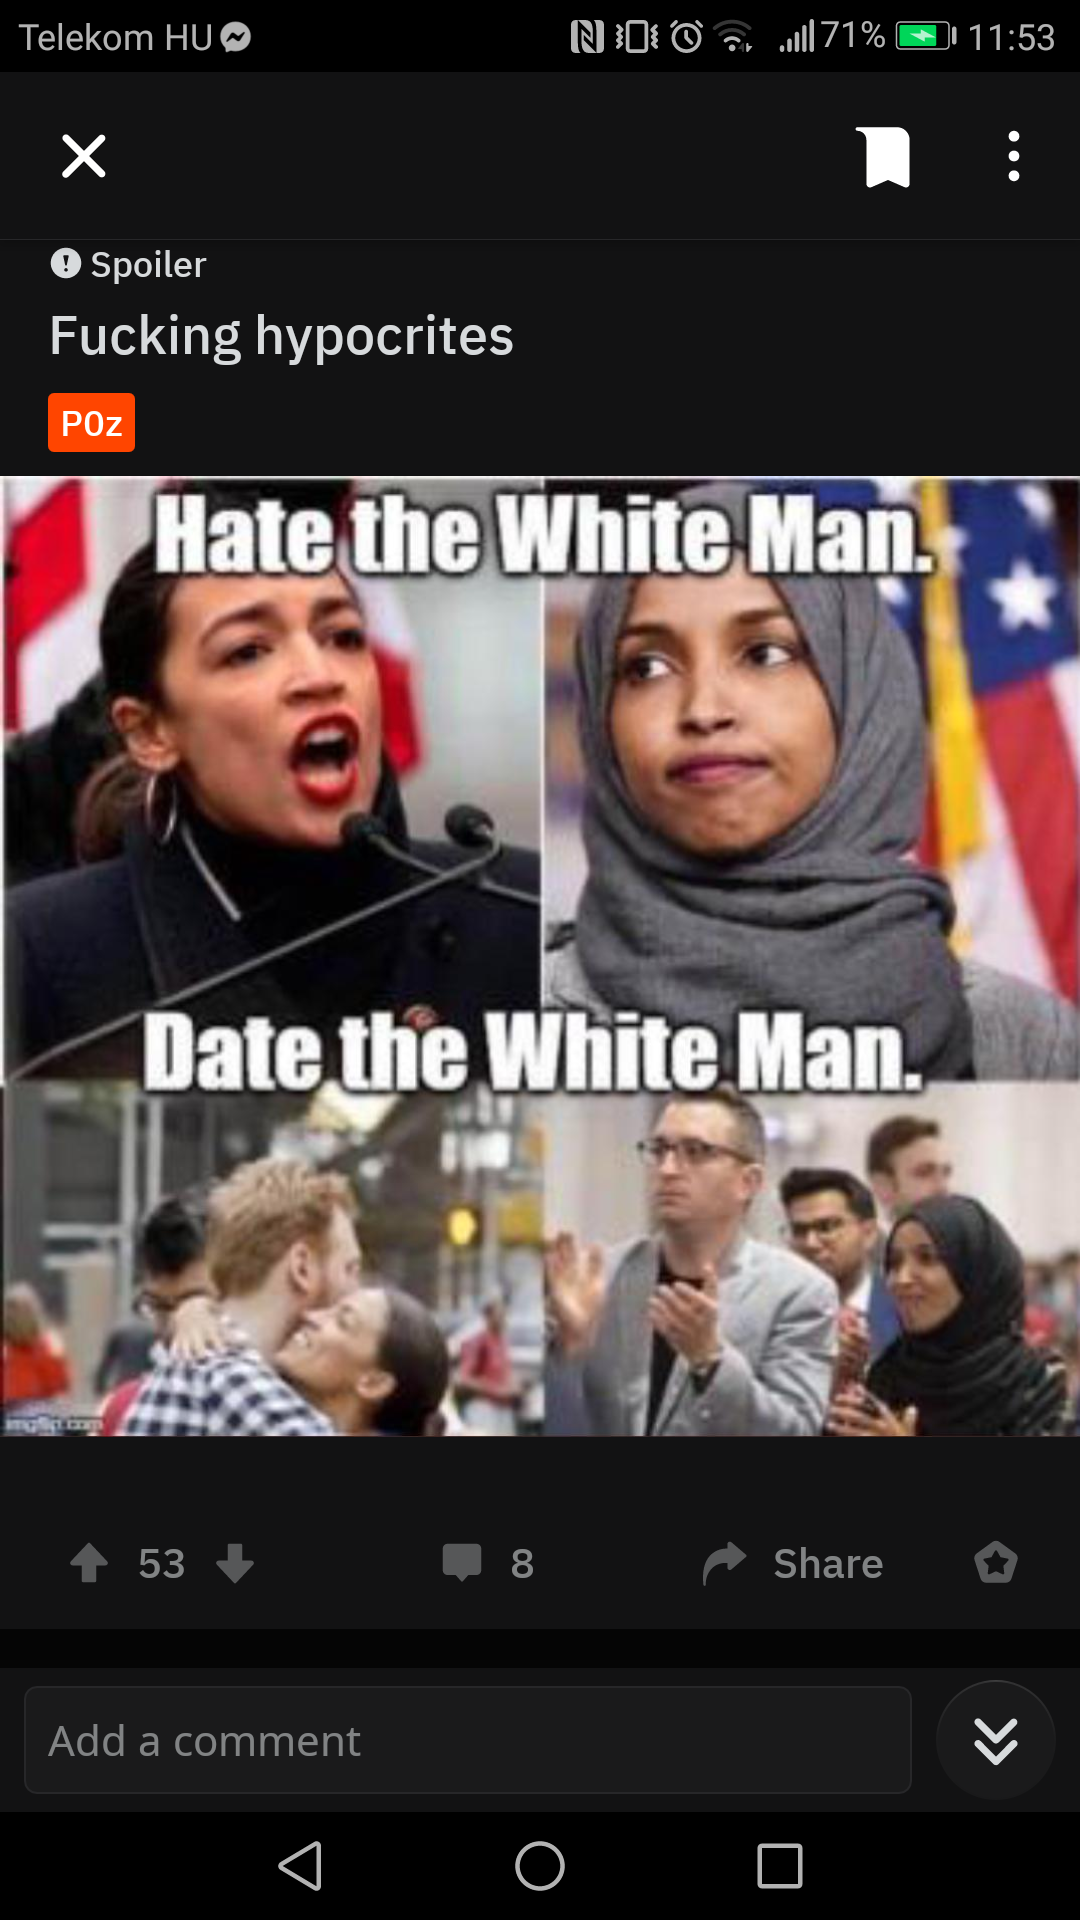 Telekom HU
71%
11:53
Spoiler
Fucking hypocrites
P0z
Hate the White Man.
Date the White Man.
imgflip.com
53
8
Share
Add a comment